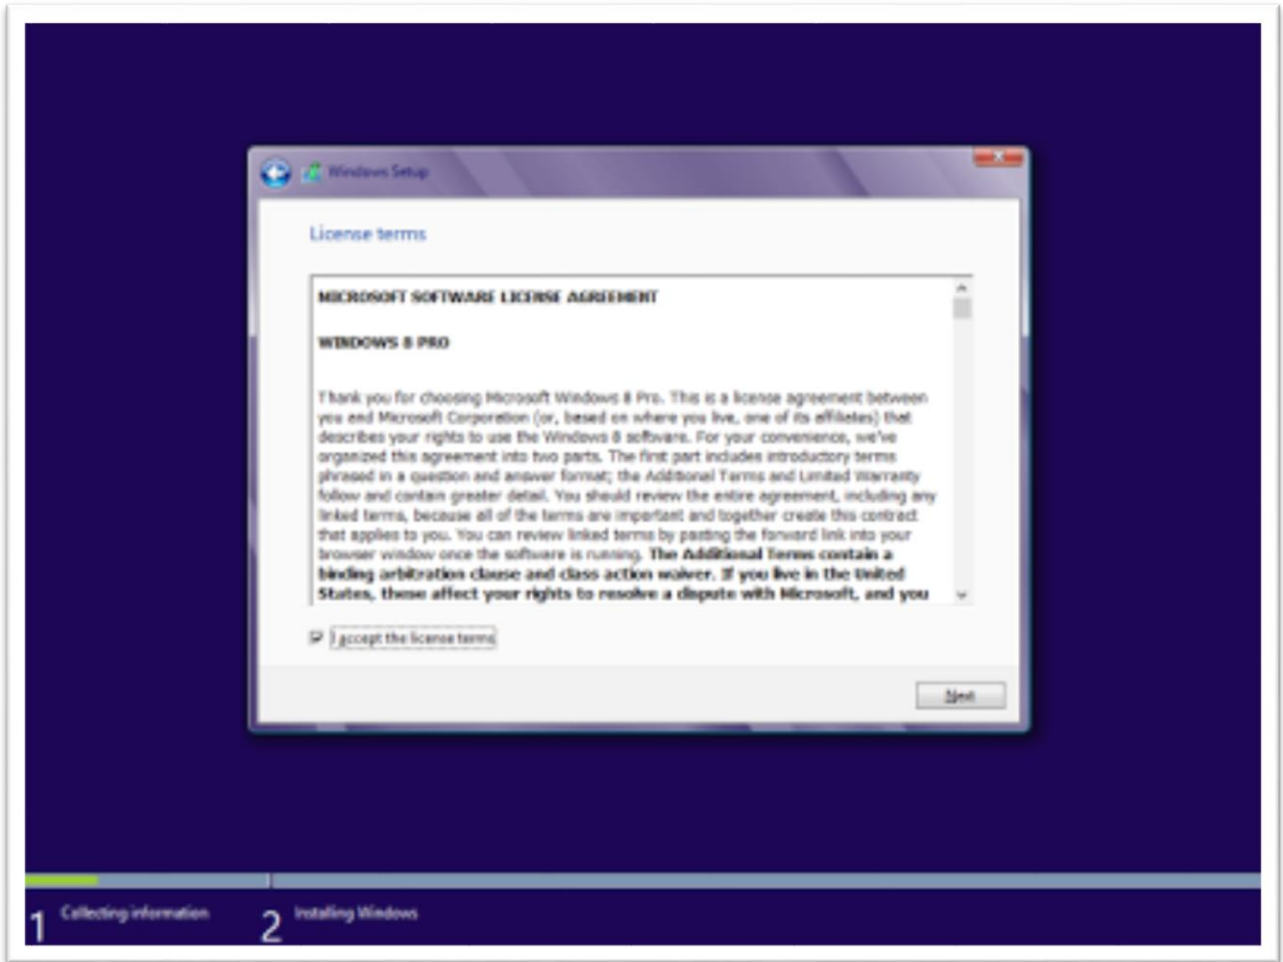 Windows Setup
License terms
MICROSOFT SOFTWARE LICENSE AGREEMENT
WINDOWS 8 PRO
Thank you for choosing Microsoft Windows 8 Pro. This is a license agreement between
you and Microsoft Corporation (or, based on where you live, one of its affiliates) that
describes your rights to use the Windows 8 software. For your convenience, we've
organized this agreement into two parts. The first part includes introductory terms
phrased in a question and answer format; the Additional Terms and Limited Warranty
follow and contain greater detail. You should review the entire agreement, including any
linked terms, because all of the terms are important and together create this contract
that applies to you. You can review linked terms by pasting the forward link into your
browser window once the software is running. The Additional Terms contain a
binding arbitration clause and class action waiver. If you live in the United
States, these affect your rights to resolve a dispute with Microsoft, and you
I accept the license terms
Next
1 Collecting information
2 Installing Windows